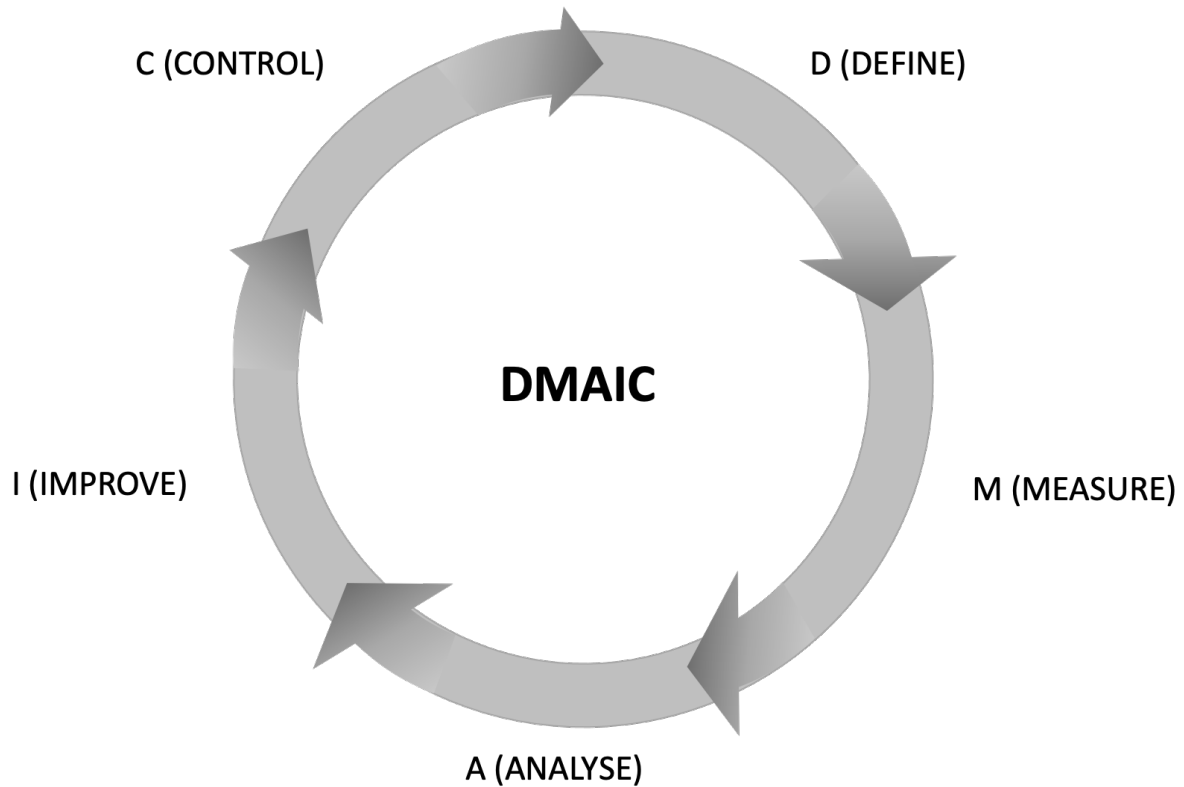 C (CONTROL)
D (DEFINE)
DMAIC
I (IMPROVE)
M (MEASURE)
A (ANALYSE)